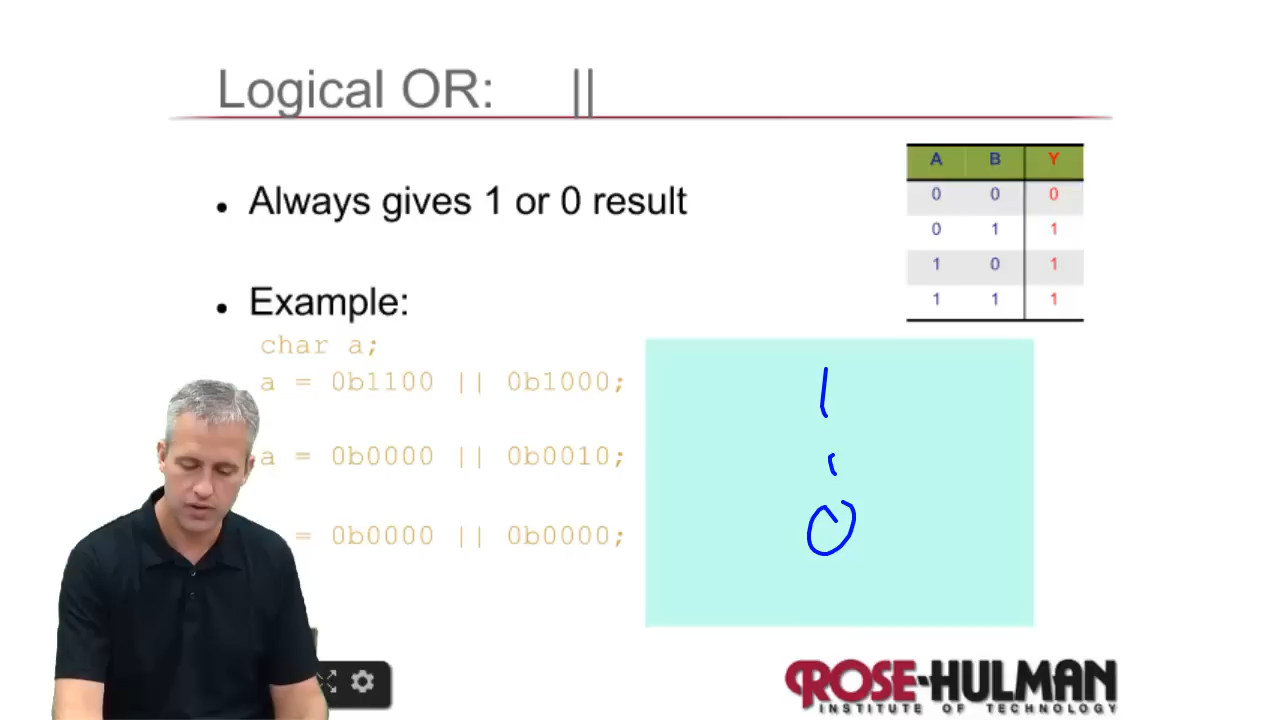 Logical OR: ||
A B Y
0 0 0
0 1 1
1 0 1
1 1 1
Always gives 1 or 0 result
Example:
char a;
a = 0b1100 || 0b1000;
1
a = 0b0000 || 0b0010;
1
= 0b0000 || 0b0000;
0
ROSE-HULMAN
INSTITUTE OF TECHNOLOGY